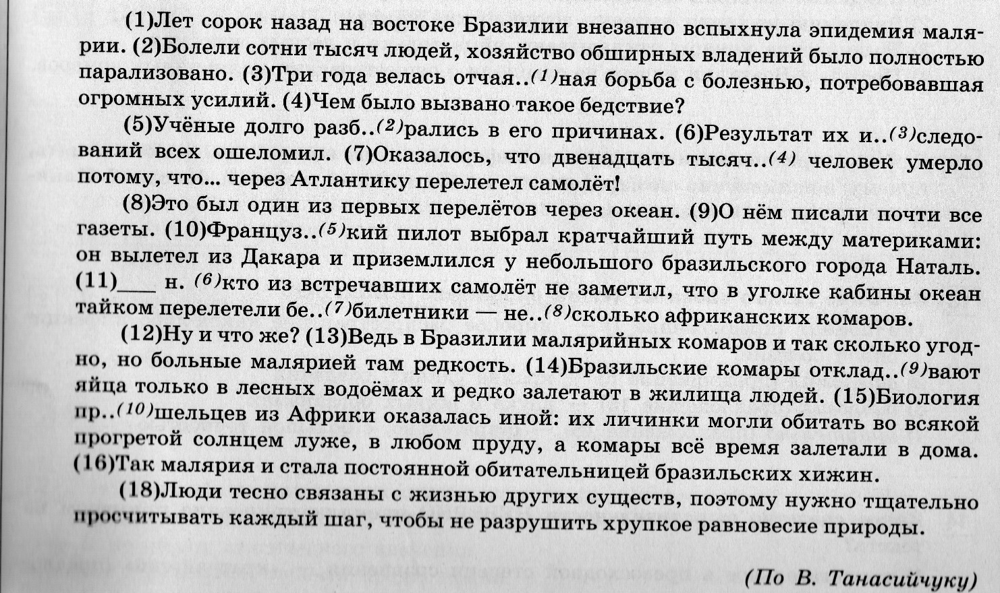 (1)Лет сорок назад на востоке Бразилии внезапно вспыхнула эпидемия маля-
рии. (2)Болели сотни тысяч людей, хозяйство обширных владений было полностью
парализовано. (3)Три года велась отчая..(1)ная борьба с болезнью, потребовавшая
огромных усилий. (4)Чем было вызвано такое бедствие?
(5)Учёные долго разб..(2)рались в его причинах. (6)Результат их и..(3)следо-
ваний всех ошеломил. (7)Оказалось, что двенадцать тысяч..(4) человек умерло
потому, что... через Атлантику перелетел самолёт!
(8)Это был один из первых перелётов через океан. (9)О нём писали почти все
газеты. (10)Француз..(5)кий пилот выбрал кратчайший путь между материками:
он вылетел из Дакара и приземлился у небольшого бразильского города Наталь.
(11)___ н. (6)кто из встречавших самолёт не заметил, что в уголке кабины океан
тайком перелетели бе..(7)билетники — не..(8)сколько африканских комаров.
(12)Ну и что же? (13)Ведь в Бразилии малярийных комаров и так сколько угод-
но, но больные малярией там редкость. (14)Бразильские комары отклад..(9)вают
яйца только в лесных водоёмах и редко залетают в жилища людей. (15)Биология
пр..(10)шельцев из Африки оказалась иной: их личинки могли обитать во всякой
прогретой солнцем луже, в любом пруду, а комары всё время залетали в дома.
(16)Так малярия и стала постоянной обитательницей бразильских хижин.
(18)Люди тесно связаны с жизнью других существ, поэтому нужно тщательно
просчитывать каждый шаг, чтобы не разрушить хрупкое равновесие природы.
(По В. Танасийчуку)